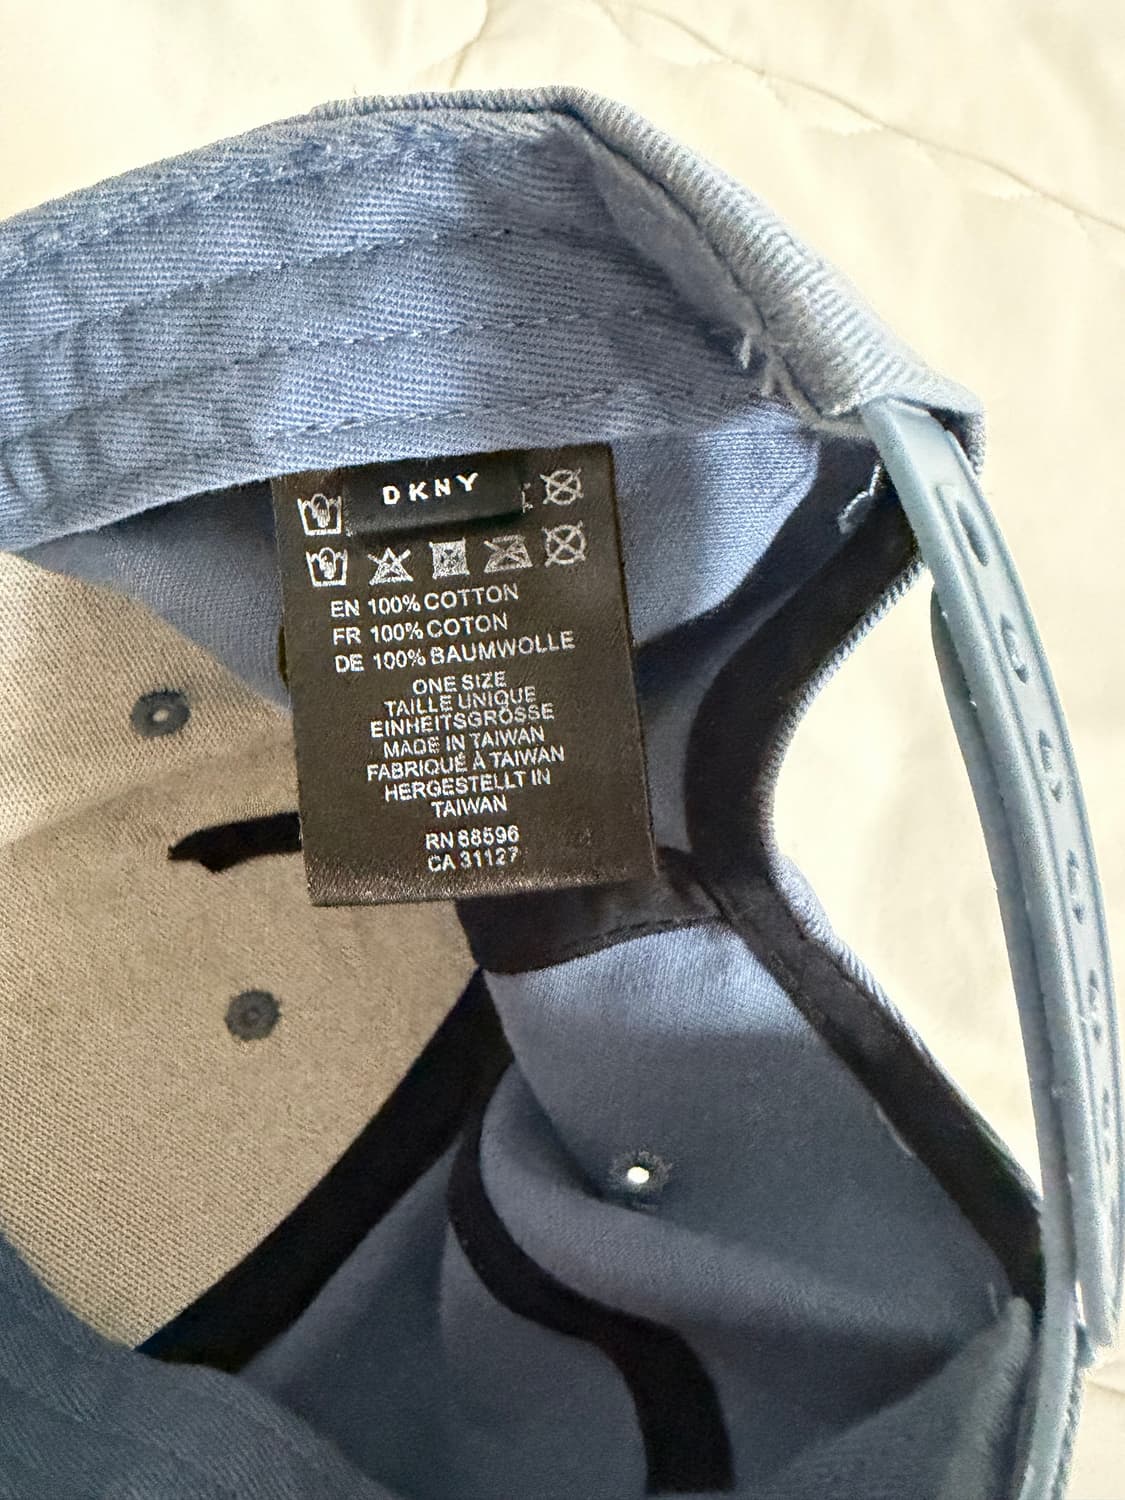 DKNY
EN 100% COTTON
FR 100% COTON
DE 100% BAUMWOLLE
ONE SIZE
TAILLE UNIQUE
EINHEITSGRÖSSE
MADE IN TAIWAN
FABRIQUÉ À TAIWAN
HERGESTELLT IN
TAIWAN
RN 88596
CA 31127